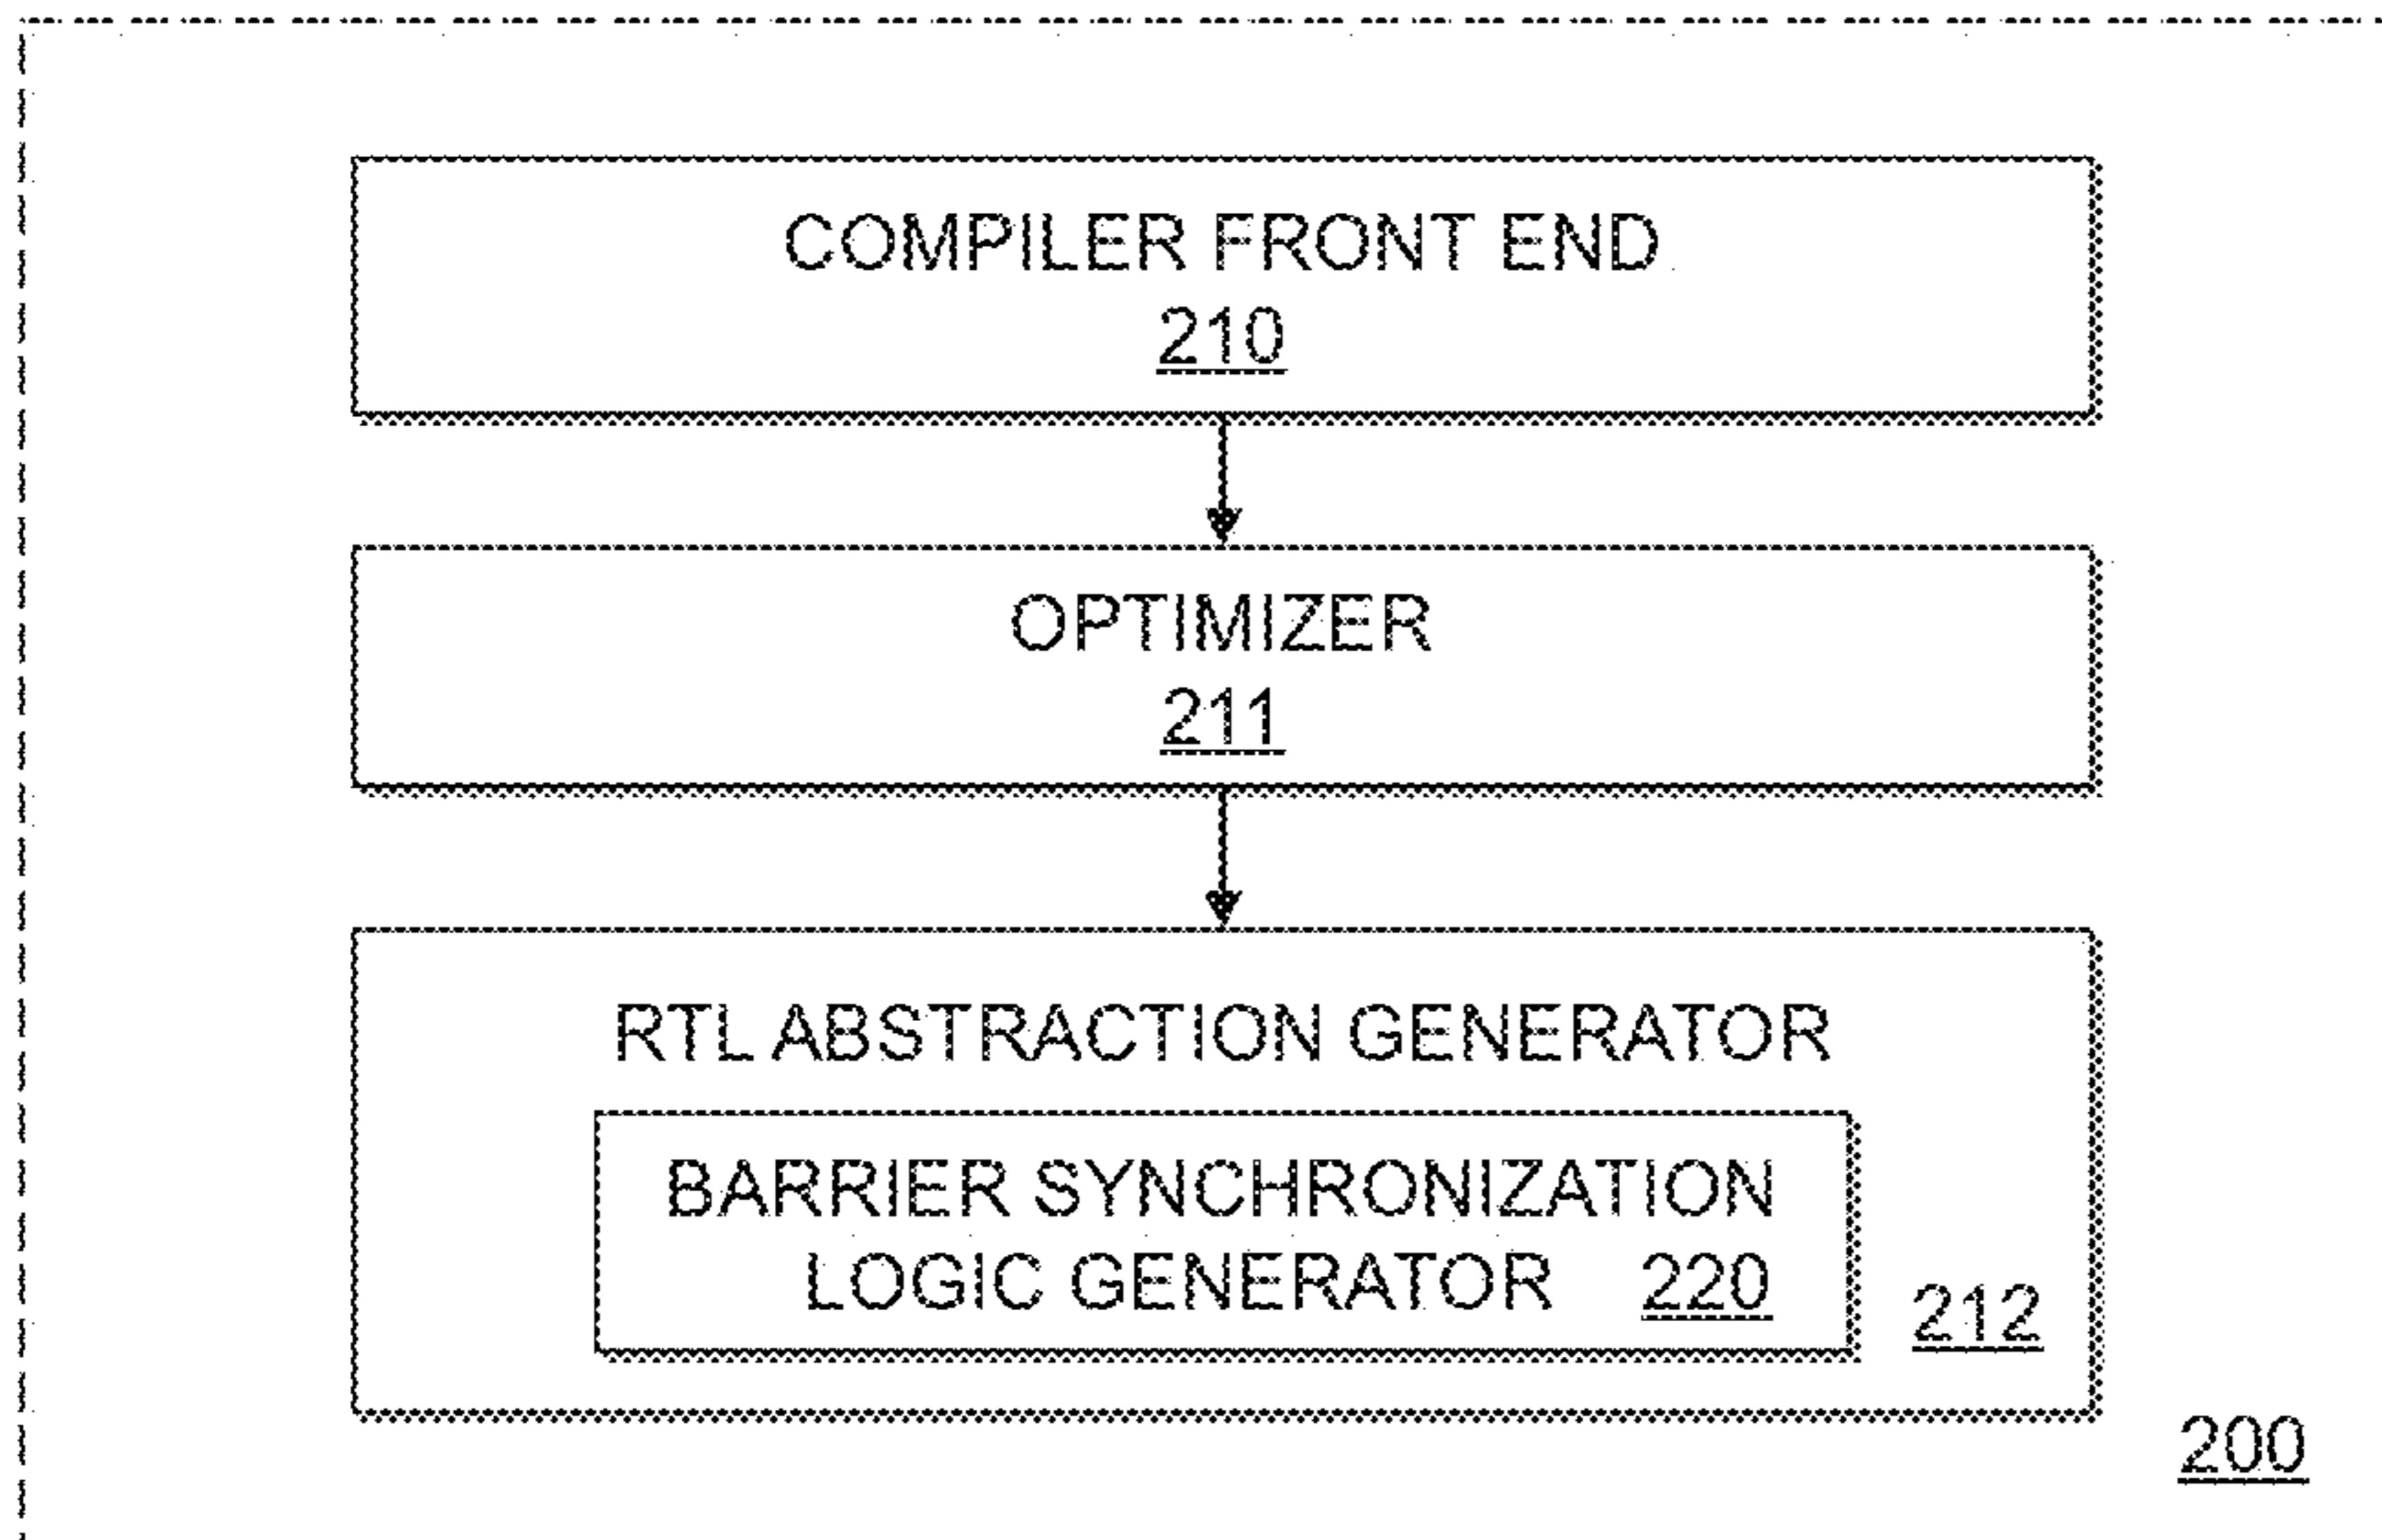 COMPILER FRONT END
210
OPTIMIZER
211
RTL ABSTRACTION GENERATOR
BARRIER SYNCHRONIZATION
LOGIC GENERATOR 220
212
200